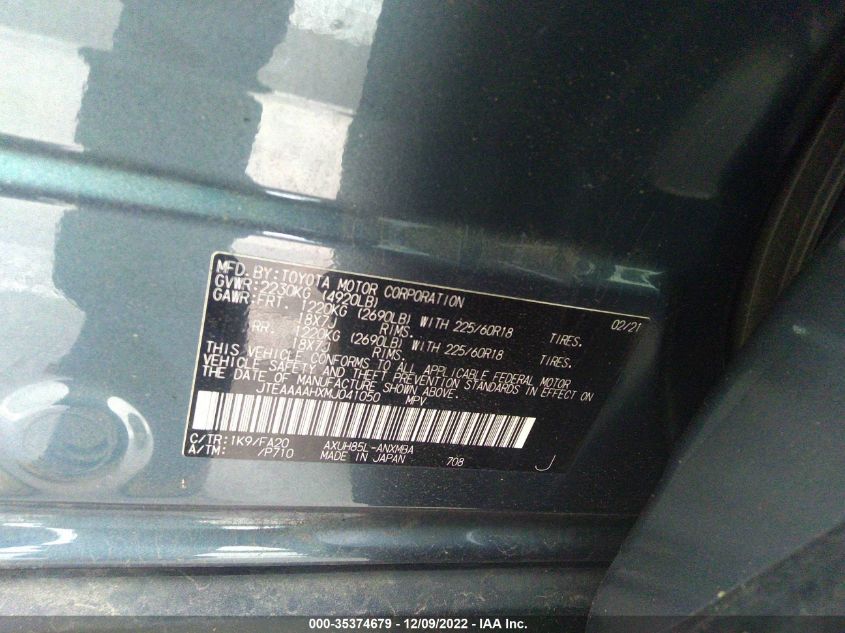 MFD. BY: TOYOTA MOTOR CORPORATION 02/21
GVWR: 2230KG (4920LB)
GAWR: FRT. 1220KG (2690LB) WITH 225/60R18 TIRES.
18X7J RIMS.
RR. 1220KG (2690LB) WITH 225/60R18 TIRES.
18X7J RIMS.
THIS VEHICLE CONFORMS TO ALL APPLICABLE FEDERAL MOTOR
VEHICLE SAFETY AND THEFT PREVENTION STANDARDS IN EFFECT ON
THE DATE OF MANUFACTURE SHOWN ABOVE.
JTEAAAAHXMJ041050 MPV
C/TR: 1K9/FA20 AXUH85L-ANXMBA
A/TM: /P710 MADE IN JAPAN 708 J
000-35374679 - 12/09/2022 - IAA Inc.